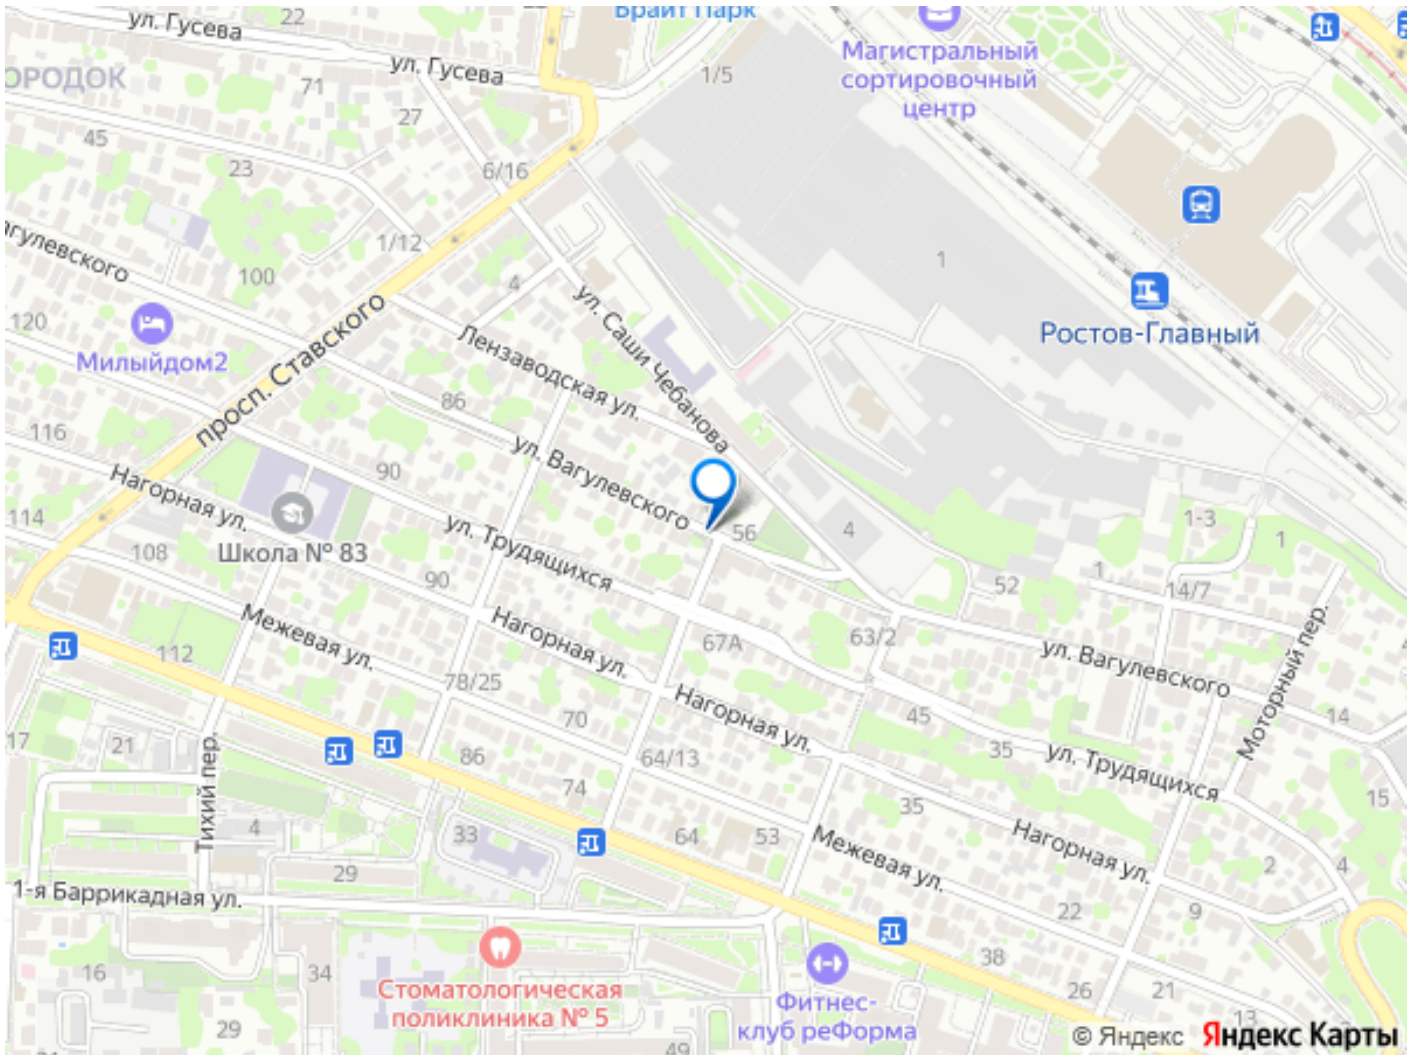 22
Брайт Парк
ул. Гусева
ул. Гусева
1/5
Магистральный
сортировочный
центр
ОРОДОК
71
27
45
23
6/16
1/12
агулевского
100
4
1
120
Милыйдом2
просп. Ставского
ул. Саши Чебанова
Лензаводская ул.
Ростов-Главный
86
ул. Вагулевского
116
90
Нагорная ул.
114
Школа № 83
108
ул. Трудящихся
56
4
1-3
1
52
1
14/7
90
Межевая ул.
Нагорная ул.
67А
63/2
ул. Вагулевского
Моторный пер.
112
78/25
70
Нагорная ул.
45
35
ул. Трудящихся
14
17
21
Тихий пер.
86
64/13
74
35
15
4
33
64
53
Межевая ул.
Нагорная ул.
2
4
29
1-я Баррикадная ул.
22
9
16
34
Стоматологическая
поликлиника № 5
Фитнес-
клуб реФорма
38
26
21
13
29
49
© Яндекс Яндекс Карты